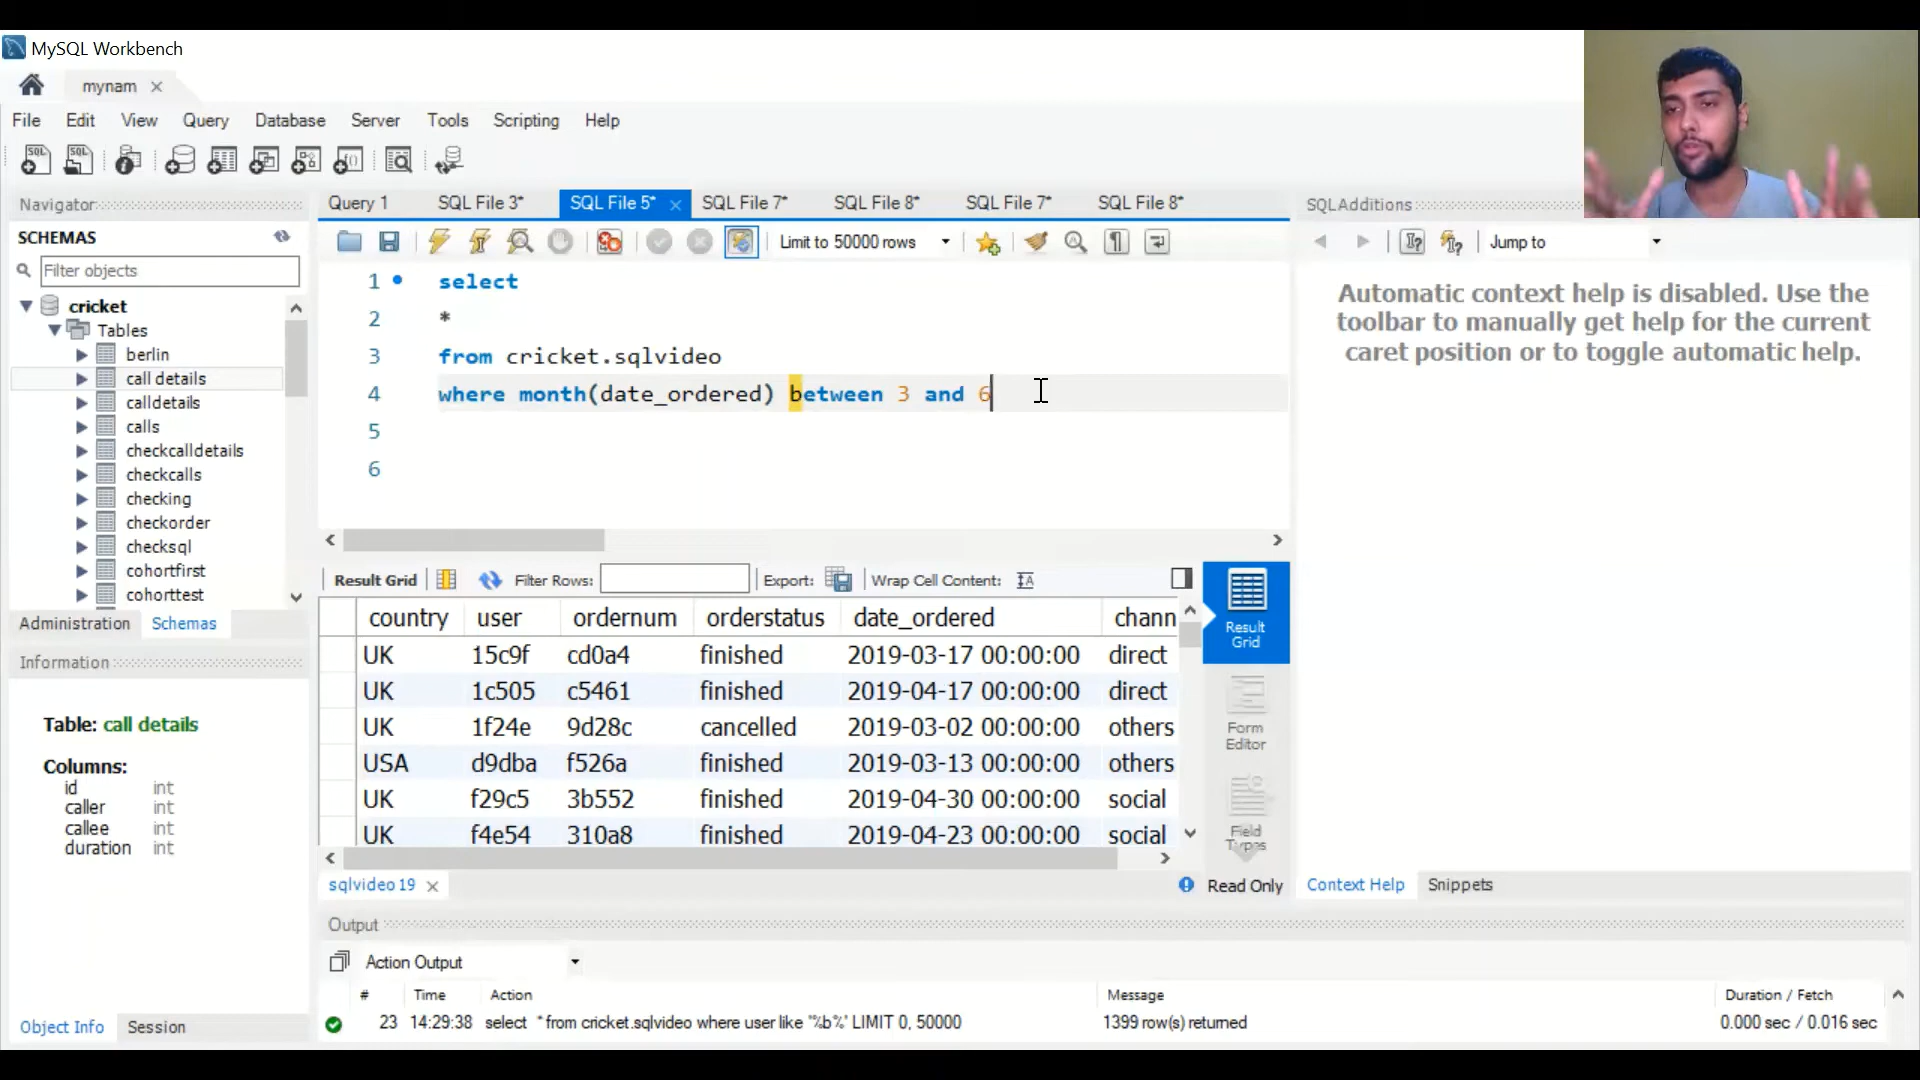 MySQL Workbench
mynam
File Edit View Query Database Server Tools Scripting Help
Navigator
SCHEMAS
Filter objects
cricket
Tables
berlin
call details
calldetails
calls
checkcalldetails
checkcalls
checking
checkorder
checksql
cohortfirst
cohorttest
Administration Schemas
Information
Table: call details
Columns:
id int
caller int
callee int
duration int
Object Info Session
Query 1 SQL File 3* SQL File 5* SQL File 7* SQL File 8* SQL File 7* SQL File 8*
Limit to 50000 rows
1 select
2 *
3 from cricket.sqlvideo
4 where month(date_ordered) between 3 and 6
5
6
Result Grid Filter Rows: Export: Wrap Cell Content:
country user ordernum orderstatus date_ordered chann
UK 15c9f cd0a4 finished 2019-03-17 00:00:00 direct
UK 1c505 c5461 finished 2019-04-17 00:00:00 direct
UK 1f24e 9d28c cancelled 2019-03-02 00:00:00 others
USA d9dba f526a finished 2019-03-13 00:00:00 others
UK f29c5 3b552 finished 2019-04-30 00:00:00 social
UK f4e54 310a8 finished 2019-04-23 00:00:00 social
Result
Grid
Form
Editor
Field
Types
sqlvideo 19
Read Only
Output
Action Output
# Time Action Message Duration / Fetch
23 14:29:38 select * from cricket.sqlvideo where user like '%b%' LIMIT 0, 50000 1399 row(s) returned 0.000 sec / 0.016 sec
SQLAdditions
Jump to
Automatic context help is disabled. Use the
toolbar to manually get help for the current
caret position or to toggle automatic help.
Context Help Snippets